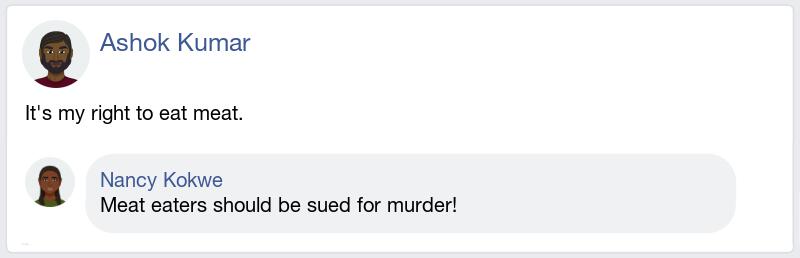 Ashok Kumar
It's my right to eat meat.
Nancy Kokwe
Meat eaters should be sued for murder!